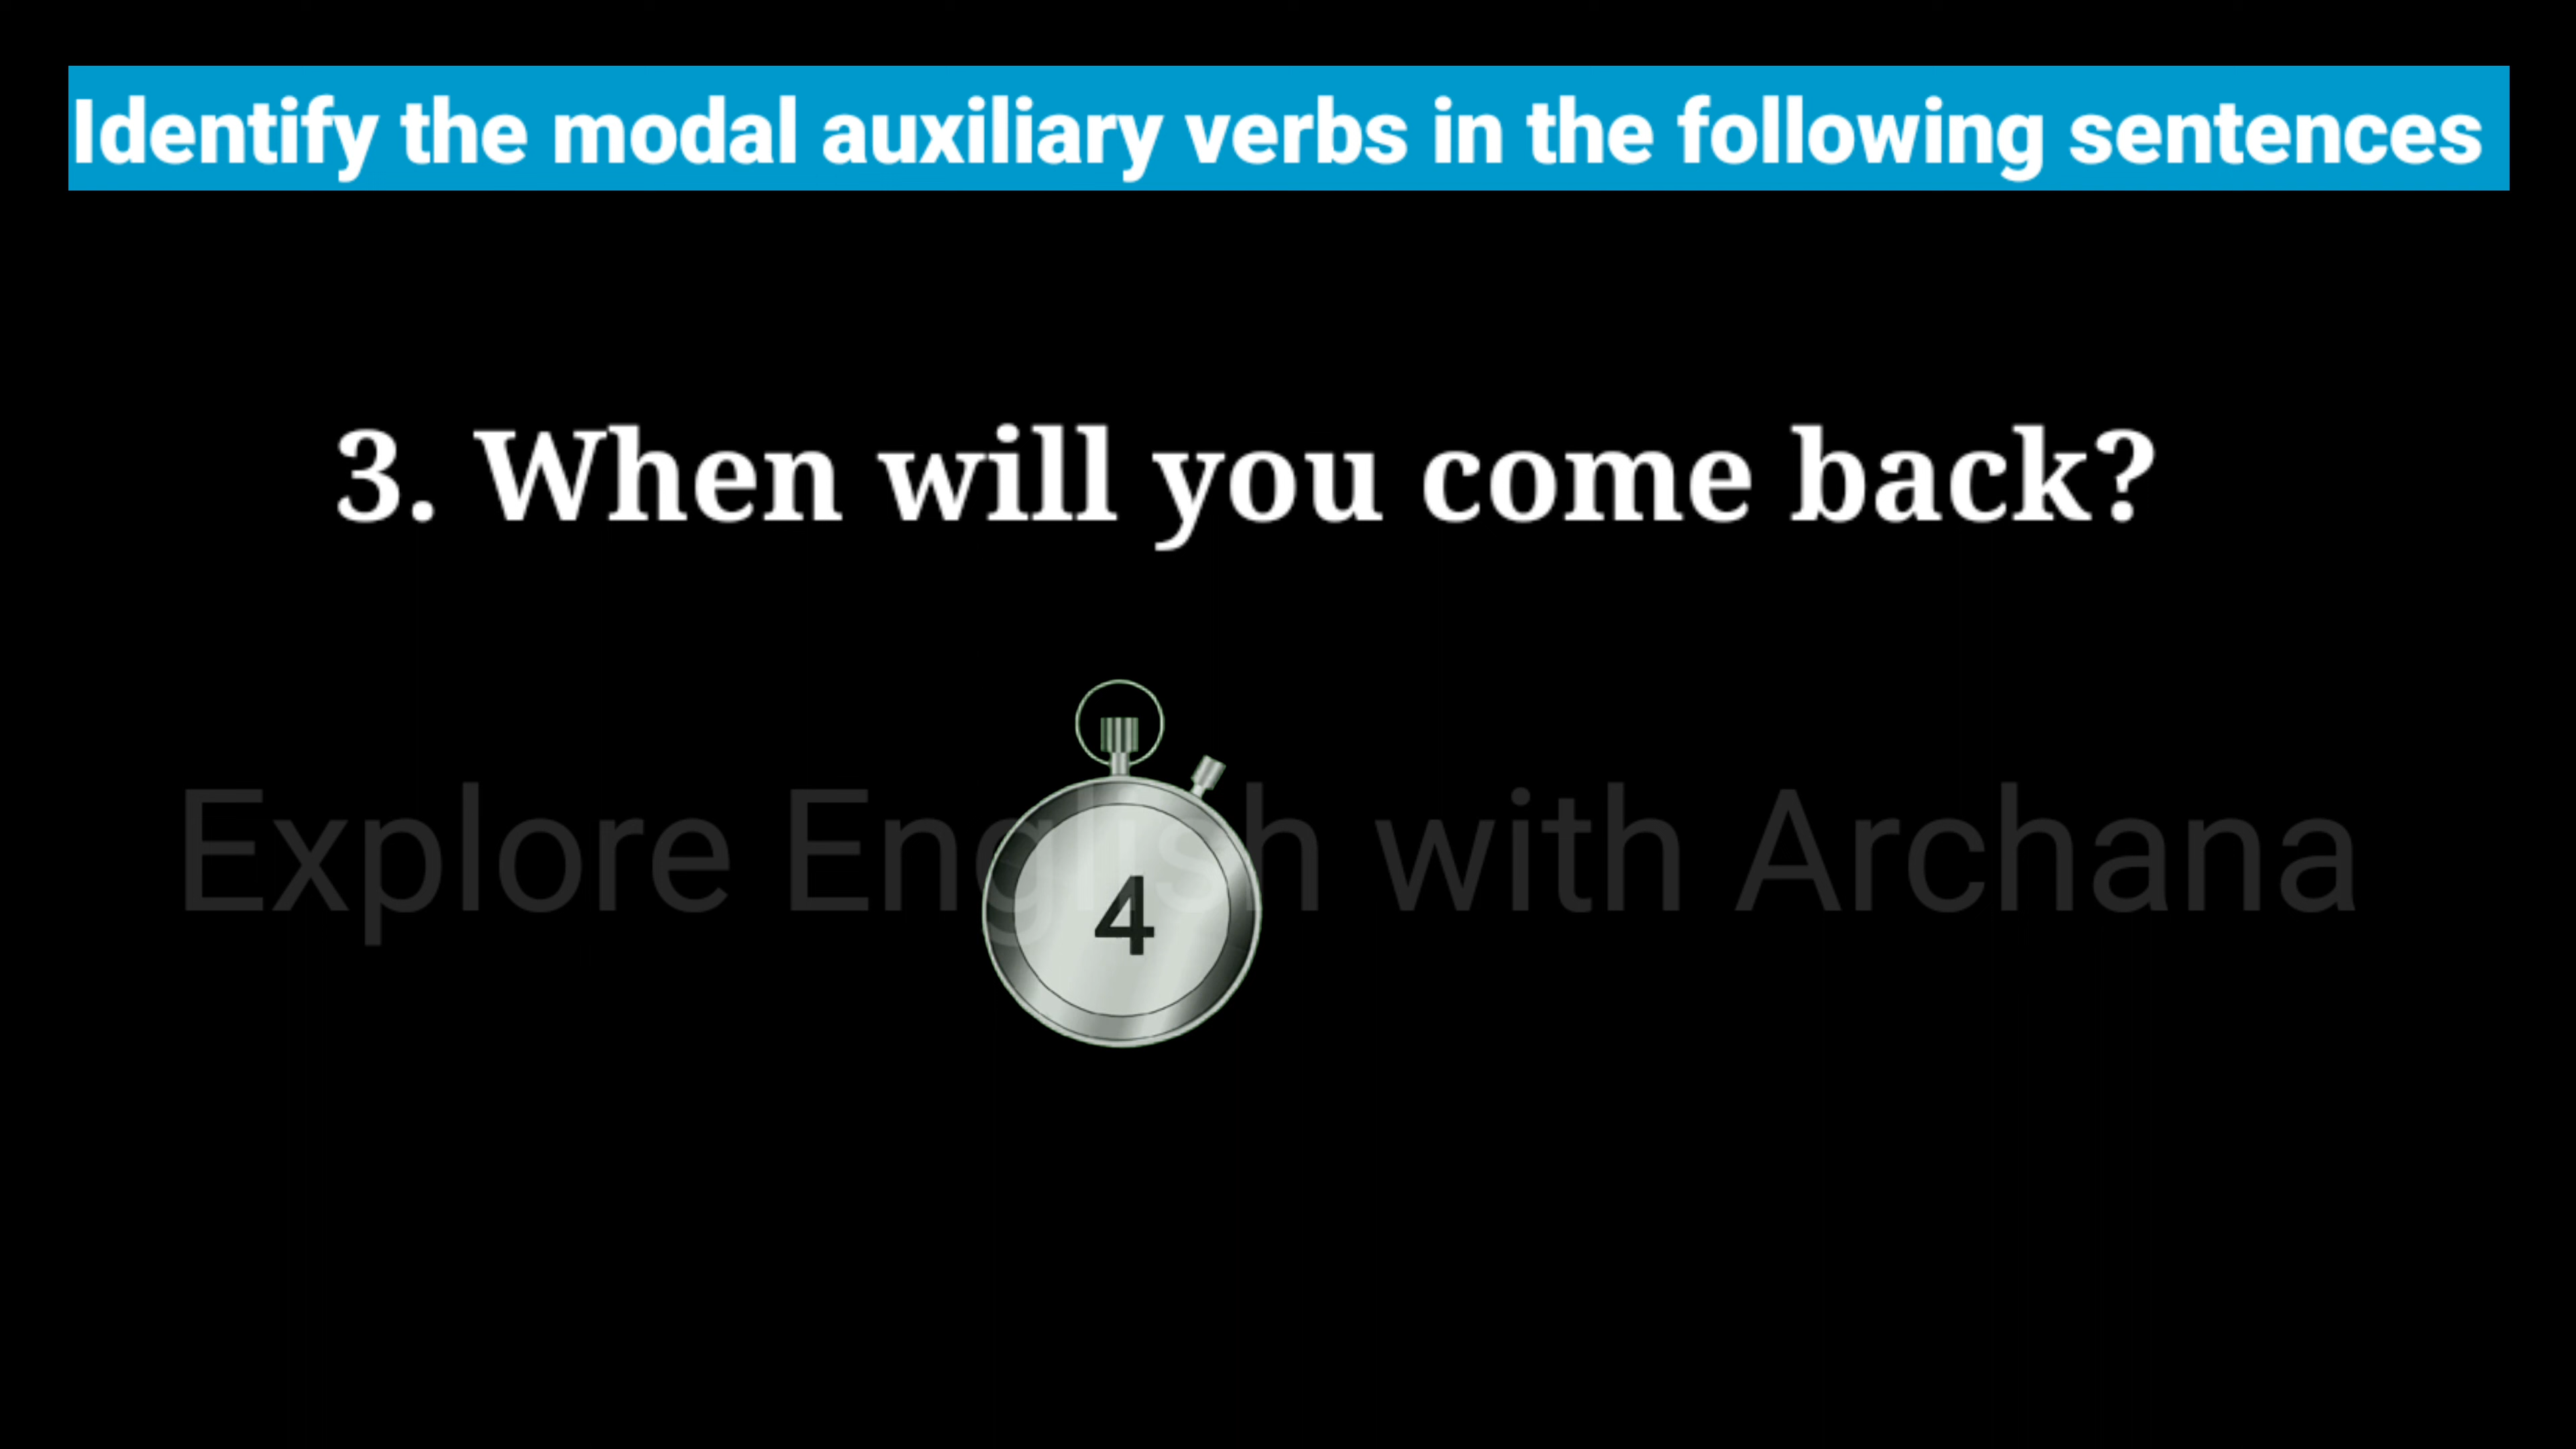 Identify the modal auxiliary verbs in the following sentences
3. When will you come back?
Explore English with Archana
4